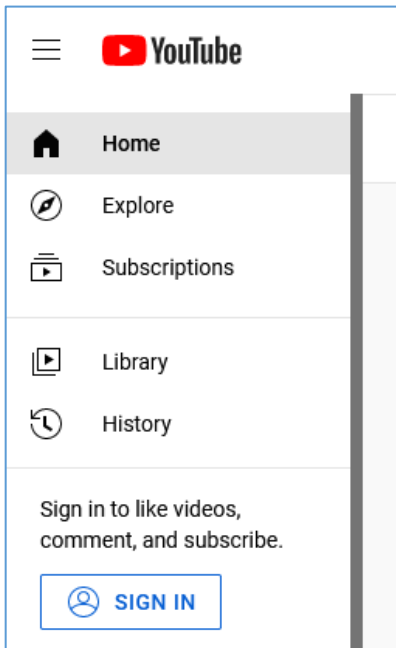 YouTube
Home
Explore
Subscriptions
Library
History
Sign in to like videos,
comment, and subscribe.
SIGN IN